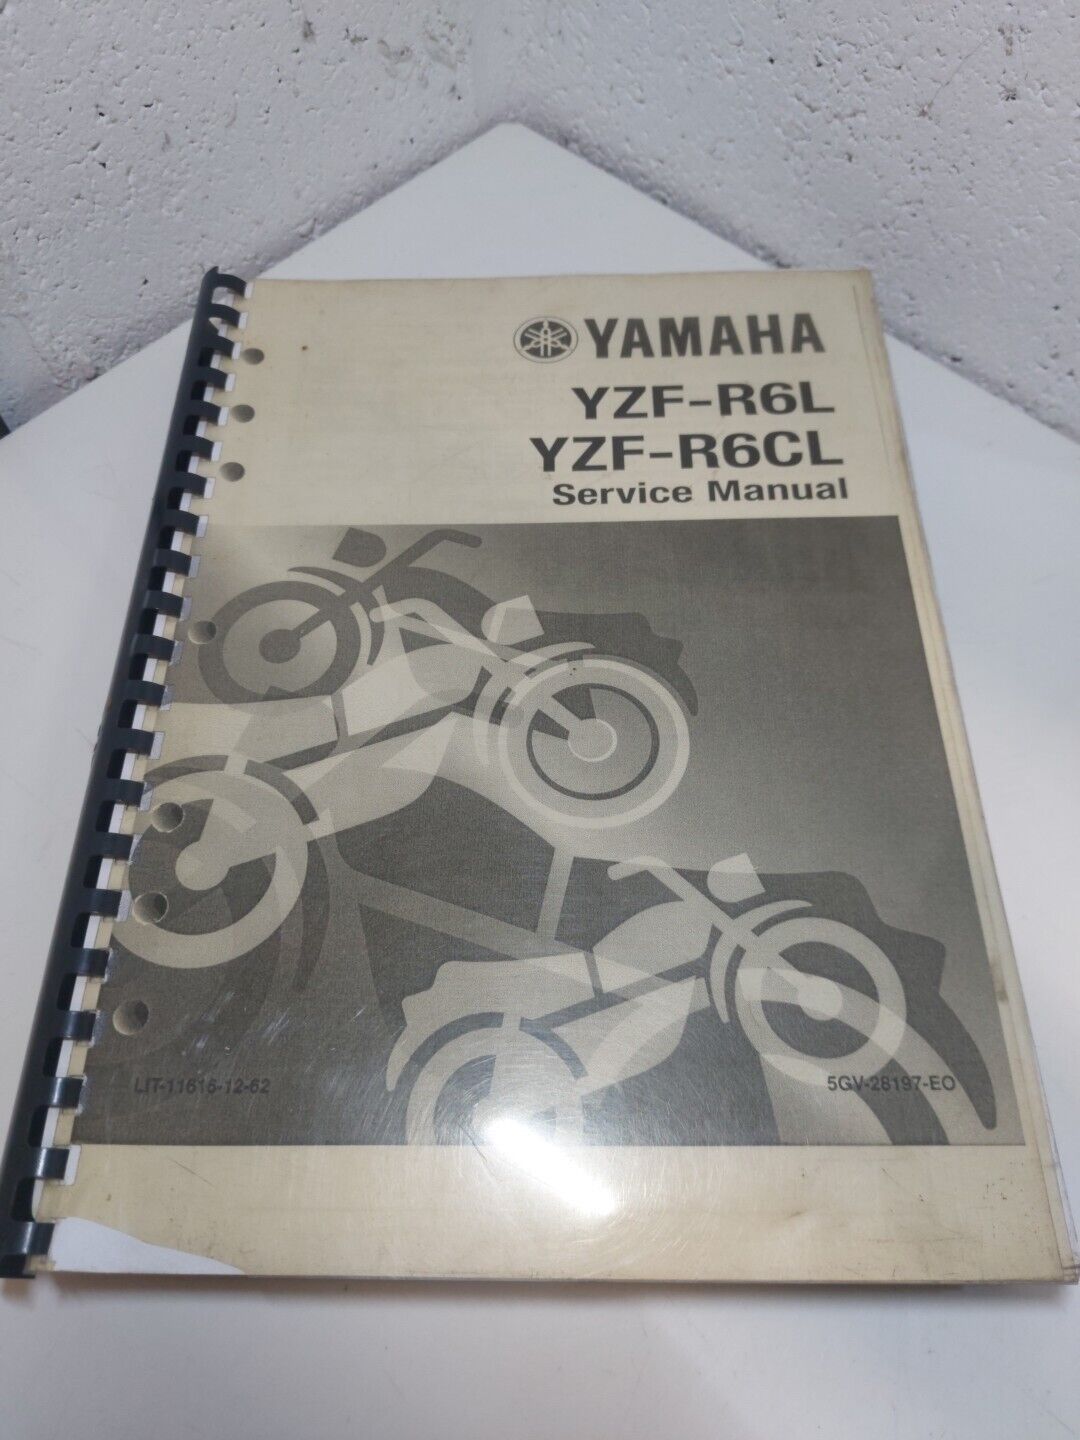 YAMAHA
YZF-R6L
YZF-R6CL
Service Manual
LIT-11616-12-62
5GV-28197-EO